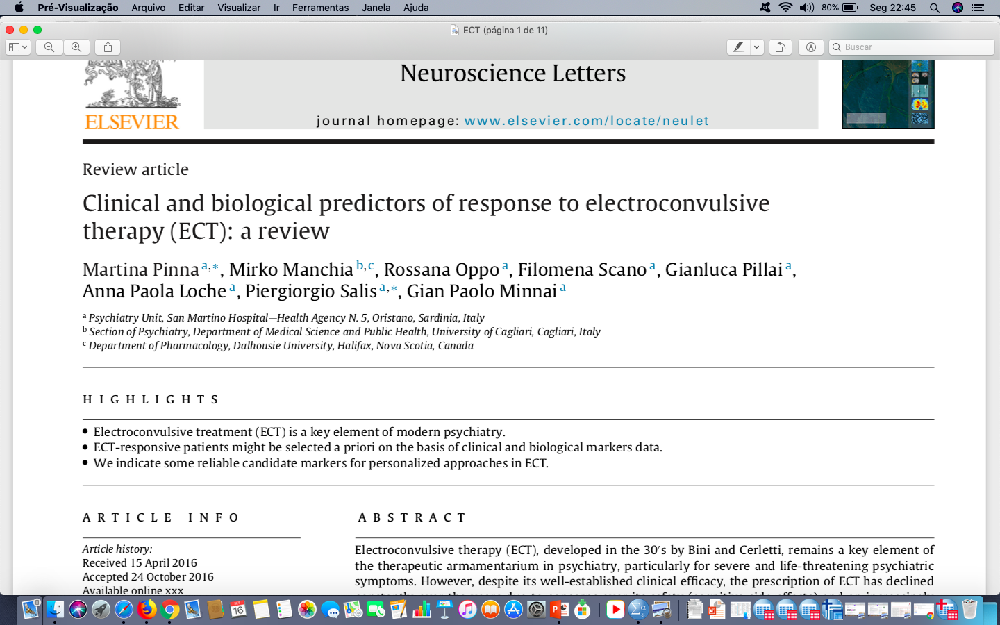 Pré-Visualização Arquivo Editar Visualizar Ir Ferramentas Janela Ajuda 80% Seg 22:45
ECT (página 1 de 11)
Buscar
Neuroscience Letters
ELSEVIER
journal homepage: www.elsevier.com/locate/neulet
Review article
Clinical and biological predictors of response to electroconvulsive
therapy (ECT): a review
Martina Pinna a,*, Mirko Manchia b,c, Rossana Oppo a, Filomena Scano a, Gianluca Pillai a,
Anna Paola Loche a, Piergiorgio Salis a,*, Gian Paolo Minnai a
a Psychiatry Unit, San Martino Hospital—Health Agency N. 5, Oristano, Sardinia, Italy
b Section of Psychiatry, Department of Medical Science and Public Health, University of Cagliari, Cagliari, Italy
c Department of Pharmacology, Dalhousie University, Halifax, Nova Scotia, Canada
HIGHLIGHTS
• Electroconvulsive treatment (ECT) is a key element of modern psychiatry.
• ECT-responsive patients might be selected a priori on the basis of clinical and biological markers data.
• We indicate some reliable candidate markers for personalized approaches in ECT.
ARTICLE INFO
Article history:
Received 15 April 2016
Accepted 24 October 2016
Available online xxx
ABSTRACT
Electroconvulsive therapy (ECT), developed in the 30′s by Bini and Cerletti, remains a key element of
the therapeutic armamentarium in psychiatry, particularly for severe and life-threatening psychiatric
symptoms. However, despite its well-established clinical efficacy, the prescription of ECT has declined
16